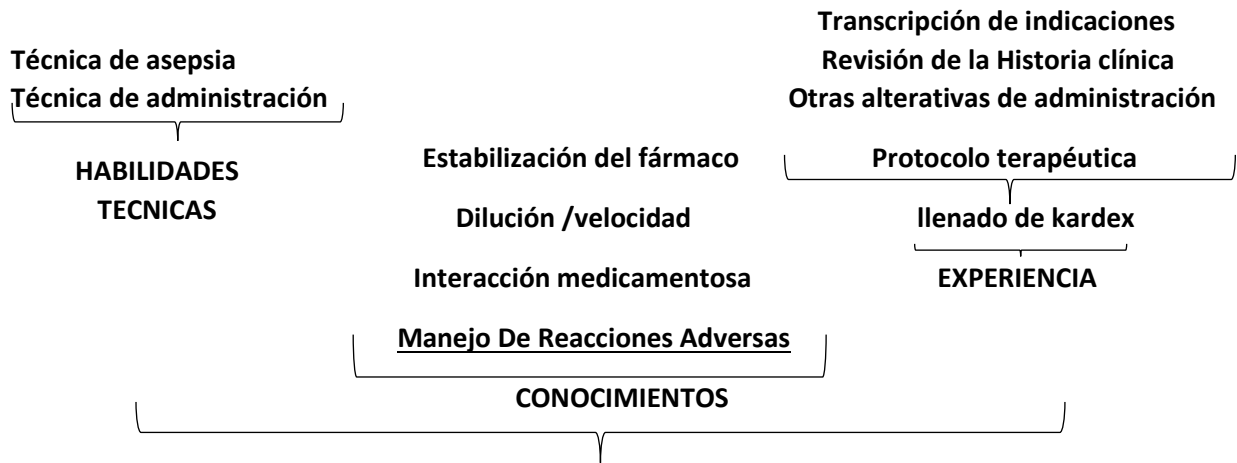 Técnica de asepsia
Técnica de administración
HABILIDADES
TECNICAS
Estabilización del fármaco
Dilución /velocidad
Interacción medicamentosa
Manejo De Reacciones Adversas
CONOCIMIENTOS
Transcripción de indicaciones
Revisión de la Historia clínica
Otras alterativas de administración
Protocolo terapéutica
llenado de kardex
EXPERIENCIA